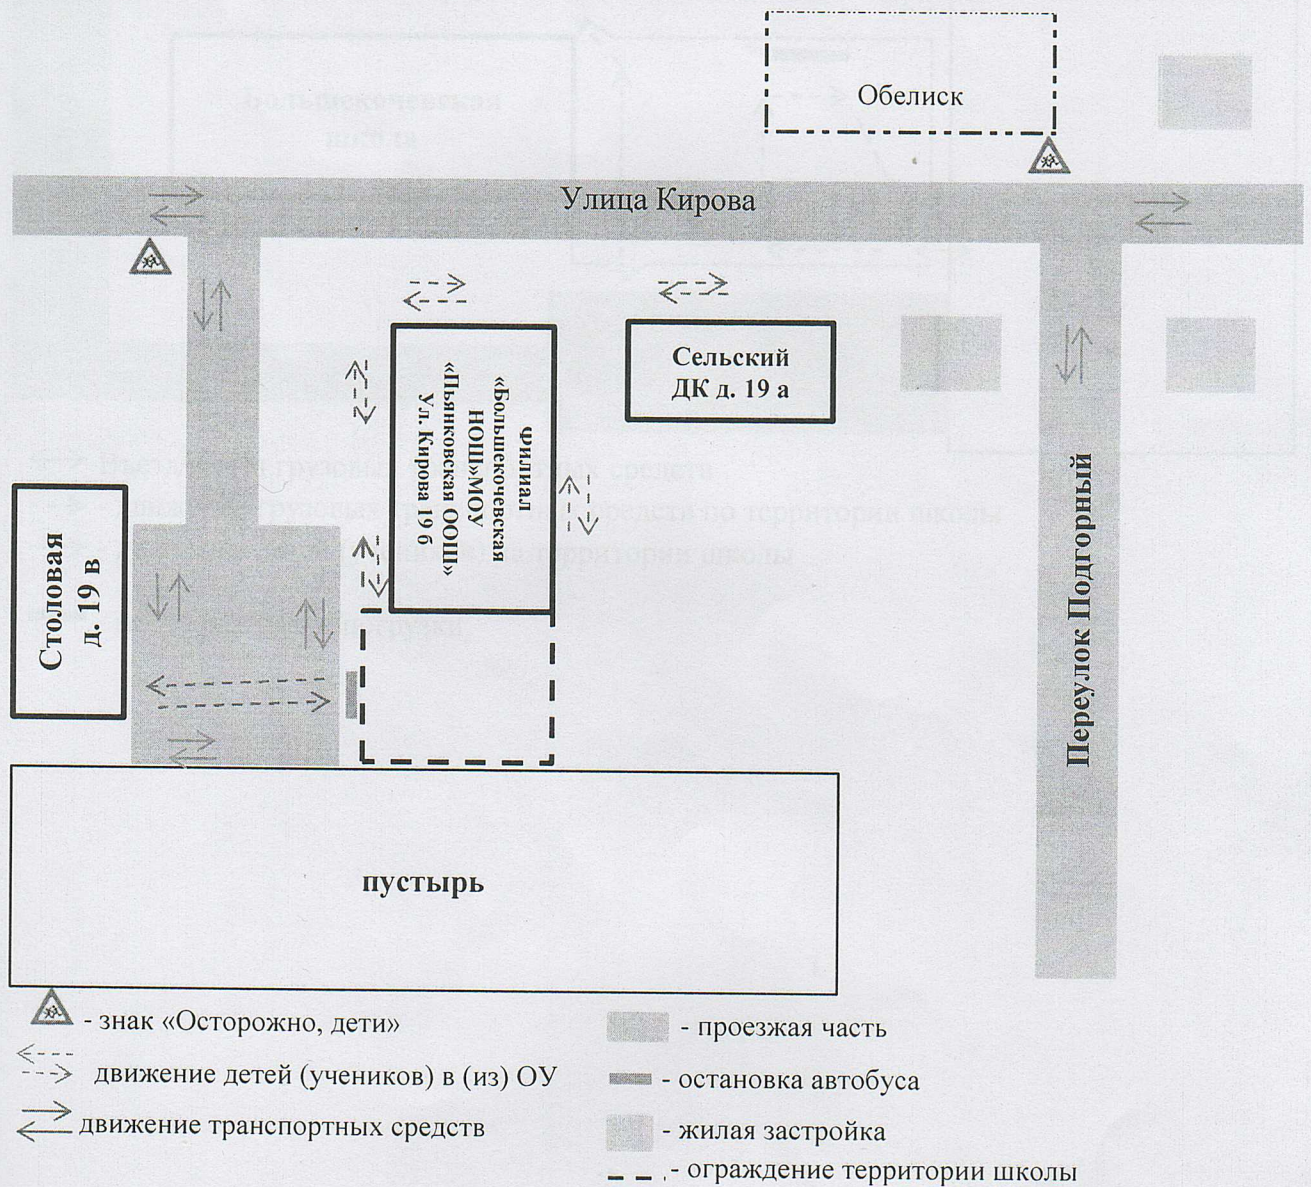 Обелиск
Улица Кирова
Сельский
ДК д. 19 а
Филиал
«Большекочевская
НОШ»МОУ
«Пьянковская ООШ»
Ул. Кирова 19 б
Столовая
д. 19 в
Переулок Подгорный
пустырь
- знак «Осторожно, дети»
движение детей (учеников) в (из) ОУ
движение транспортных средств
- проезжая часть
- остановка автобуса
- жилая застройка
- ограждение территории школы